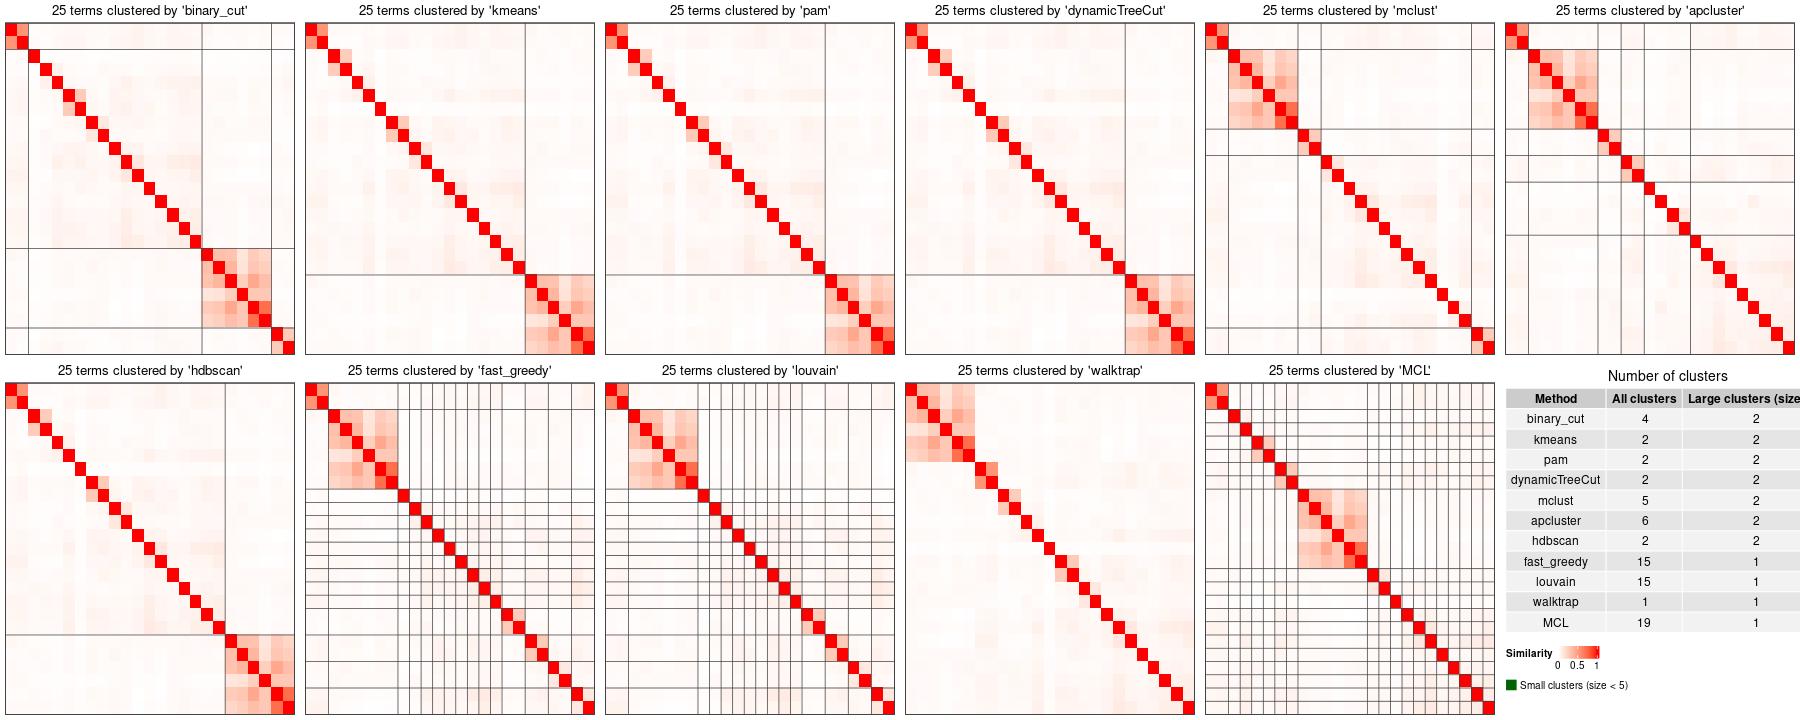 25 terms clustered by 'binary_cut'
25 terms clustered by 'kmeans'
25 terms clustered by 'pam'
25 terms clustered by 'dynamicTreeCut'
25 terms clustered by 'mclust'
25 terms clustered by 'apcluster'
25 terms clustered by 'hdbscan'
25 terms clustered by 'fast_greedy'
25 terms clustered by 'louvain'
25 terms clustered by 'walktrap'
25 terms clustered by 'MCL'
Number of clusters
Method All clusters Large clusters (size
binary_cut 4 2
kmeans 2 2
pam 2 2
dynamicTreeCut 2 2
mclust 5 2
apcluster 6 2
hdbscan 2 2
fast_greedy 15 1
louvain 15 1
walktrap 1 1
MCL 19 1
Similarity
0 0.5 1
Small clusters (size < 5)